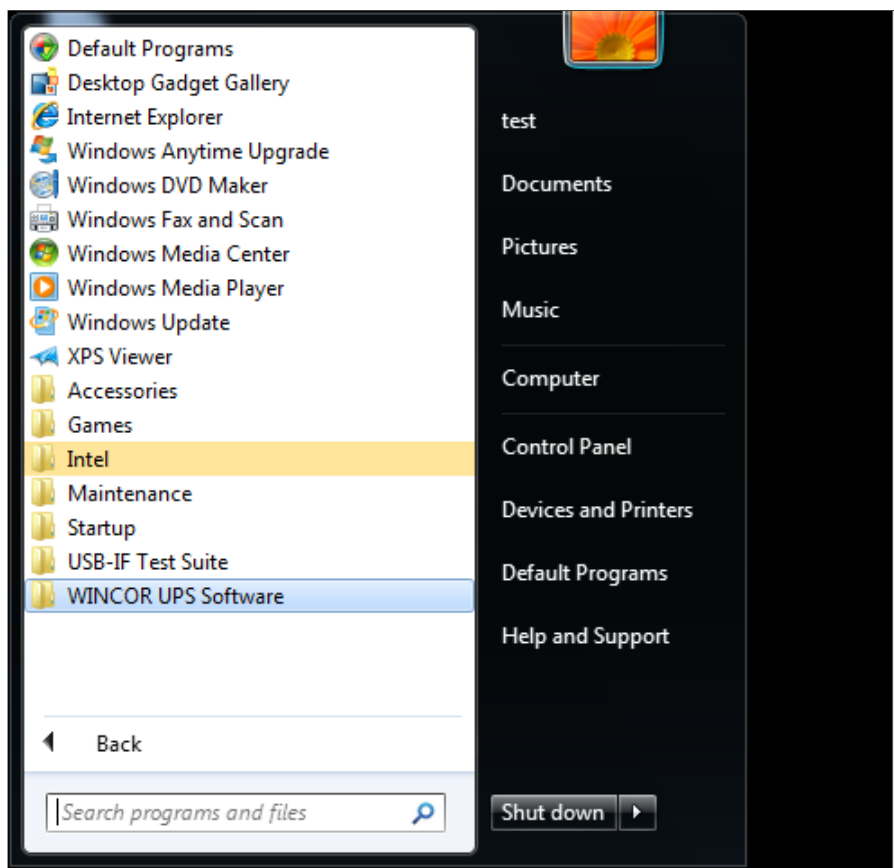 Default Programs
Desktop Gadget Gallery
Internet Explorer
Windows Anytime Upgrade
Windows DVD Maker
Windows Fax and Scan
Windows Media Center
Windows Media Player
Windows Update
XPS Viewer
Accessories
Games
Intel
Maintenance
Startup
USB-IF Test Suite
WINCOR UPS Software
Back
Search programs and files
test
Documents
Pictures
Music
Computer
Control Panel
Devices and Printers
Default Programs
Help and Support
Shut down